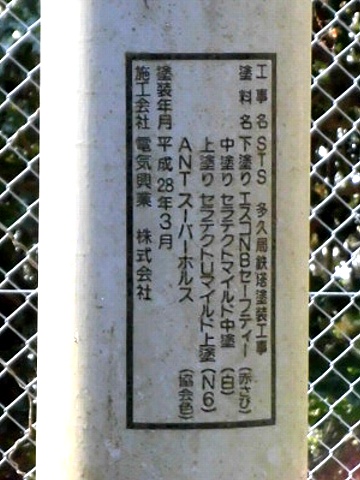 工事名 STS 多久局鉄塔塗装工事
塗料名 下塗り エスコNBセーフティー (赤さび)
中塗り セラテクトマイルド中塗 (白)
上塗り セラテクトUマイルド上塗 (N6)
ANTスーパーホルス (協会色)
塗装年月 平成28年3月
施工会社 電気興業 株式会社